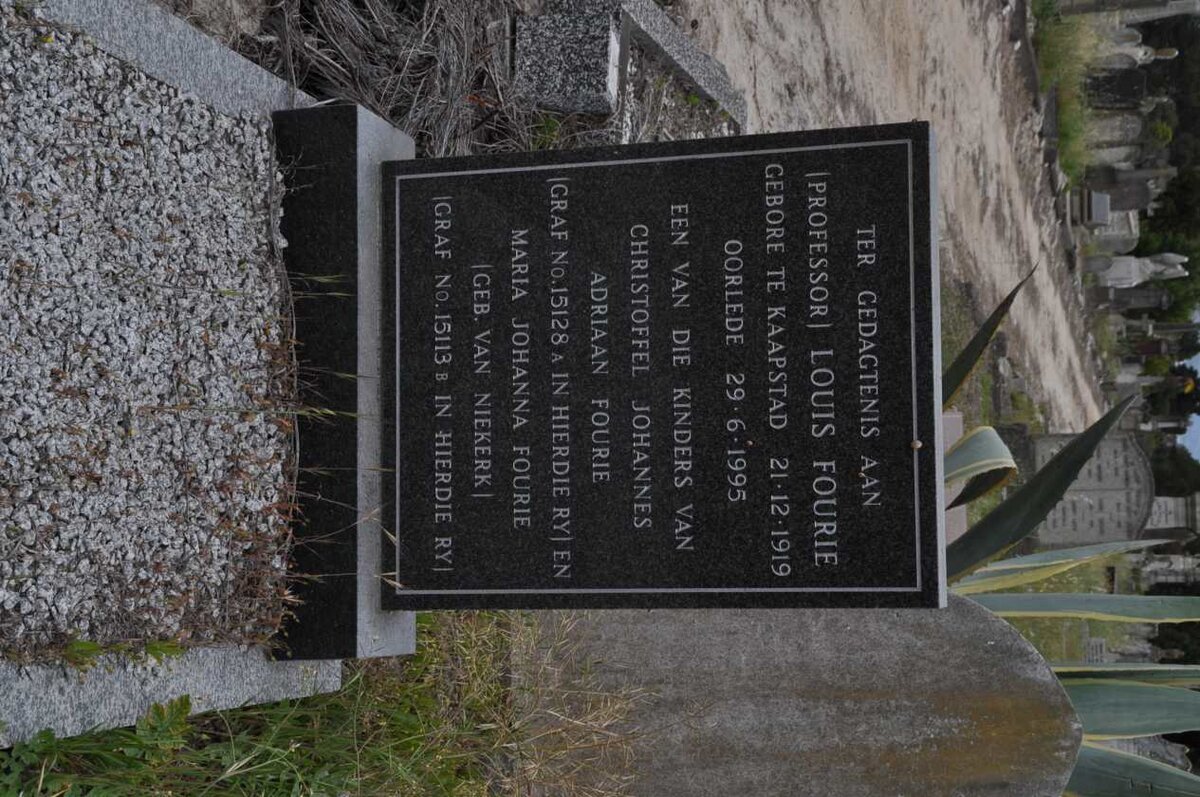 TER GEDAGTENIS AAN
|PROFESSOR| LOUIS FOURIE
GEBORE TE KAAPSTAD 21·12·1919
OORLEDE 29·6·1995
EEN VAN DIE KINDERS VAN
CHRISTOFFEL JOHANNES
ADRIAAN FOURIE
|GRAF No. 15128 A IN HIERDIE RY| EN
MARIA JOHANNA FOURIE
|GEB. VAN NIEKERK|
|GRAF No. 15113 B IN HIERDIE RY|